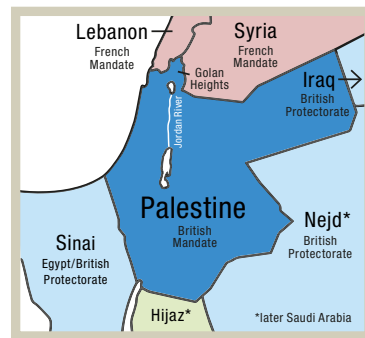 Lebanon
French
Mandate
Syria
French
Mandate
Golan
Heights
Iraq
British
Protectorate
Jordan River
Palestine
British
Mandate
Sinai
Egypt/British
Protectorate
Nejd*
British
Protectorate
Hijaz*
*later Saudi Arabia